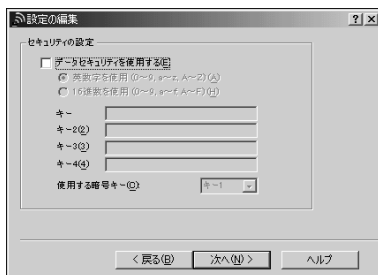 設定の編集
セキュリティの設定
データセキュリティを使用する(E)
英数字を使用 (0～9, a～z, A～Z)(A)
16進数を使用 (0～9, a～f, A～F)(H)
キー
キー2(2)
キー3(3)
キー4(4)
使用する暗号キー(O):
キー1
< 戻る(B)
次へ(N) >
ヘルプ